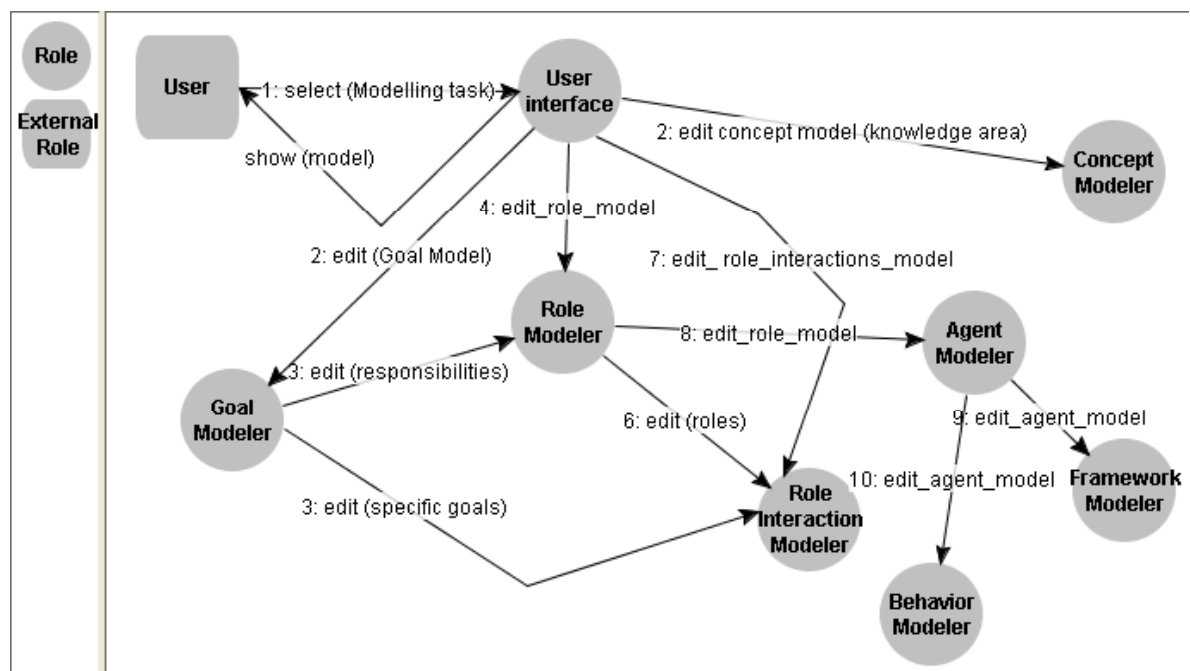 Role
External
Role
User
1: select (Modelling task)
User
interface
show (model)
2: edit concept model (knowledge area)
Concept
Modeler
4: edit_role_model
2: edit (Goal Model)
7: edit_ role_interactions_model
Role
Modeler
8: edit_role_model
Agent
Modeler
3: edit (responsibilities)
Goal
Modeler
6: edit (roles)
9: edit_agent_model
10: edit_agent_model
Framework
Modeler
3: edit (specific goals)
Role
Interaction
Modeler
Behavior
Modeler